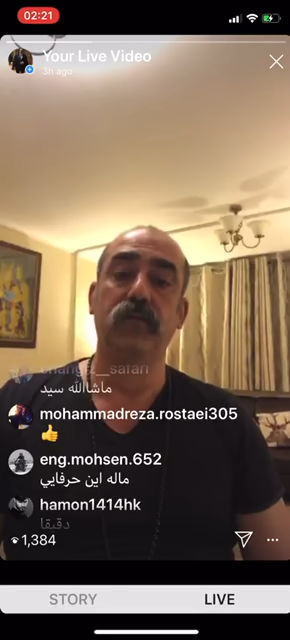 02:21
Your Live Video
3h ago
ماشاالله سید
mohammadreza.rostaei305
👍
eng.mohsen.652
ماله این حرفایی
hamon1414hk
دقیقا
1,384
STORY
LIVE